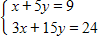 x + 5y = 9
3x + 15y = 24